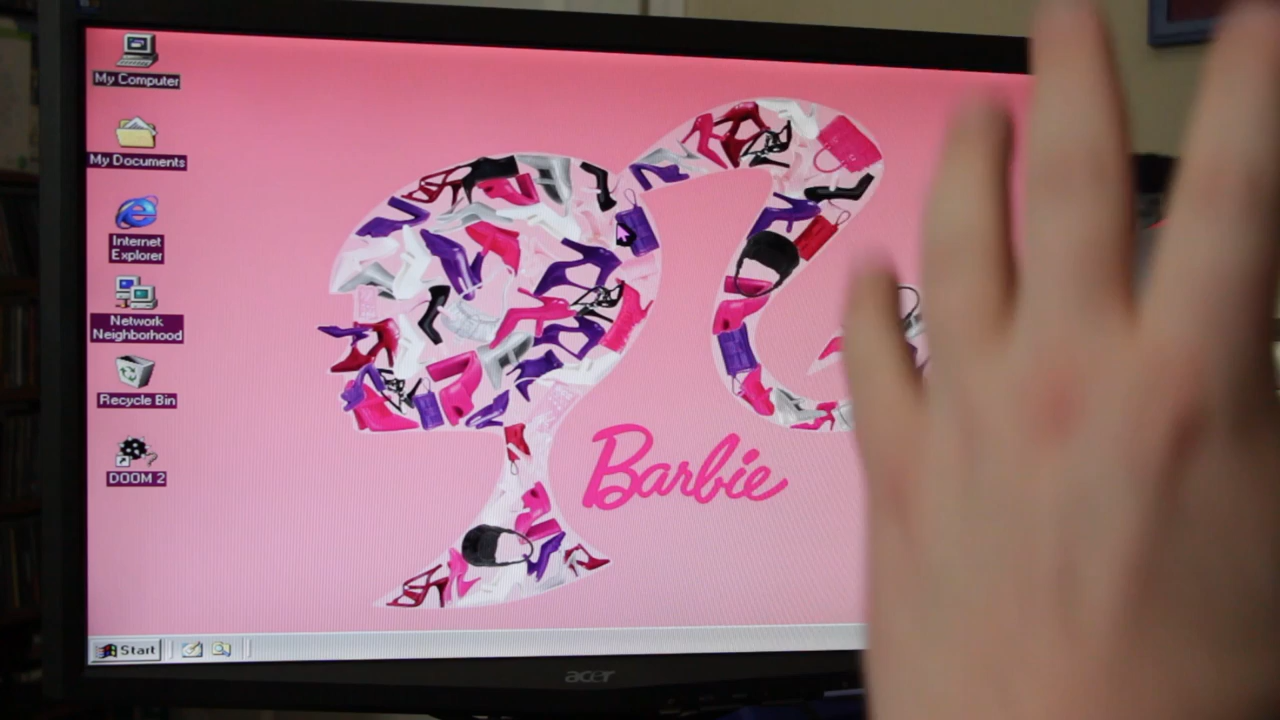 My Computer
My Documents
Internet
Explorer
Network
Neighborhood
Recycle Bin
DOOM 2
Barbie
Start
acer